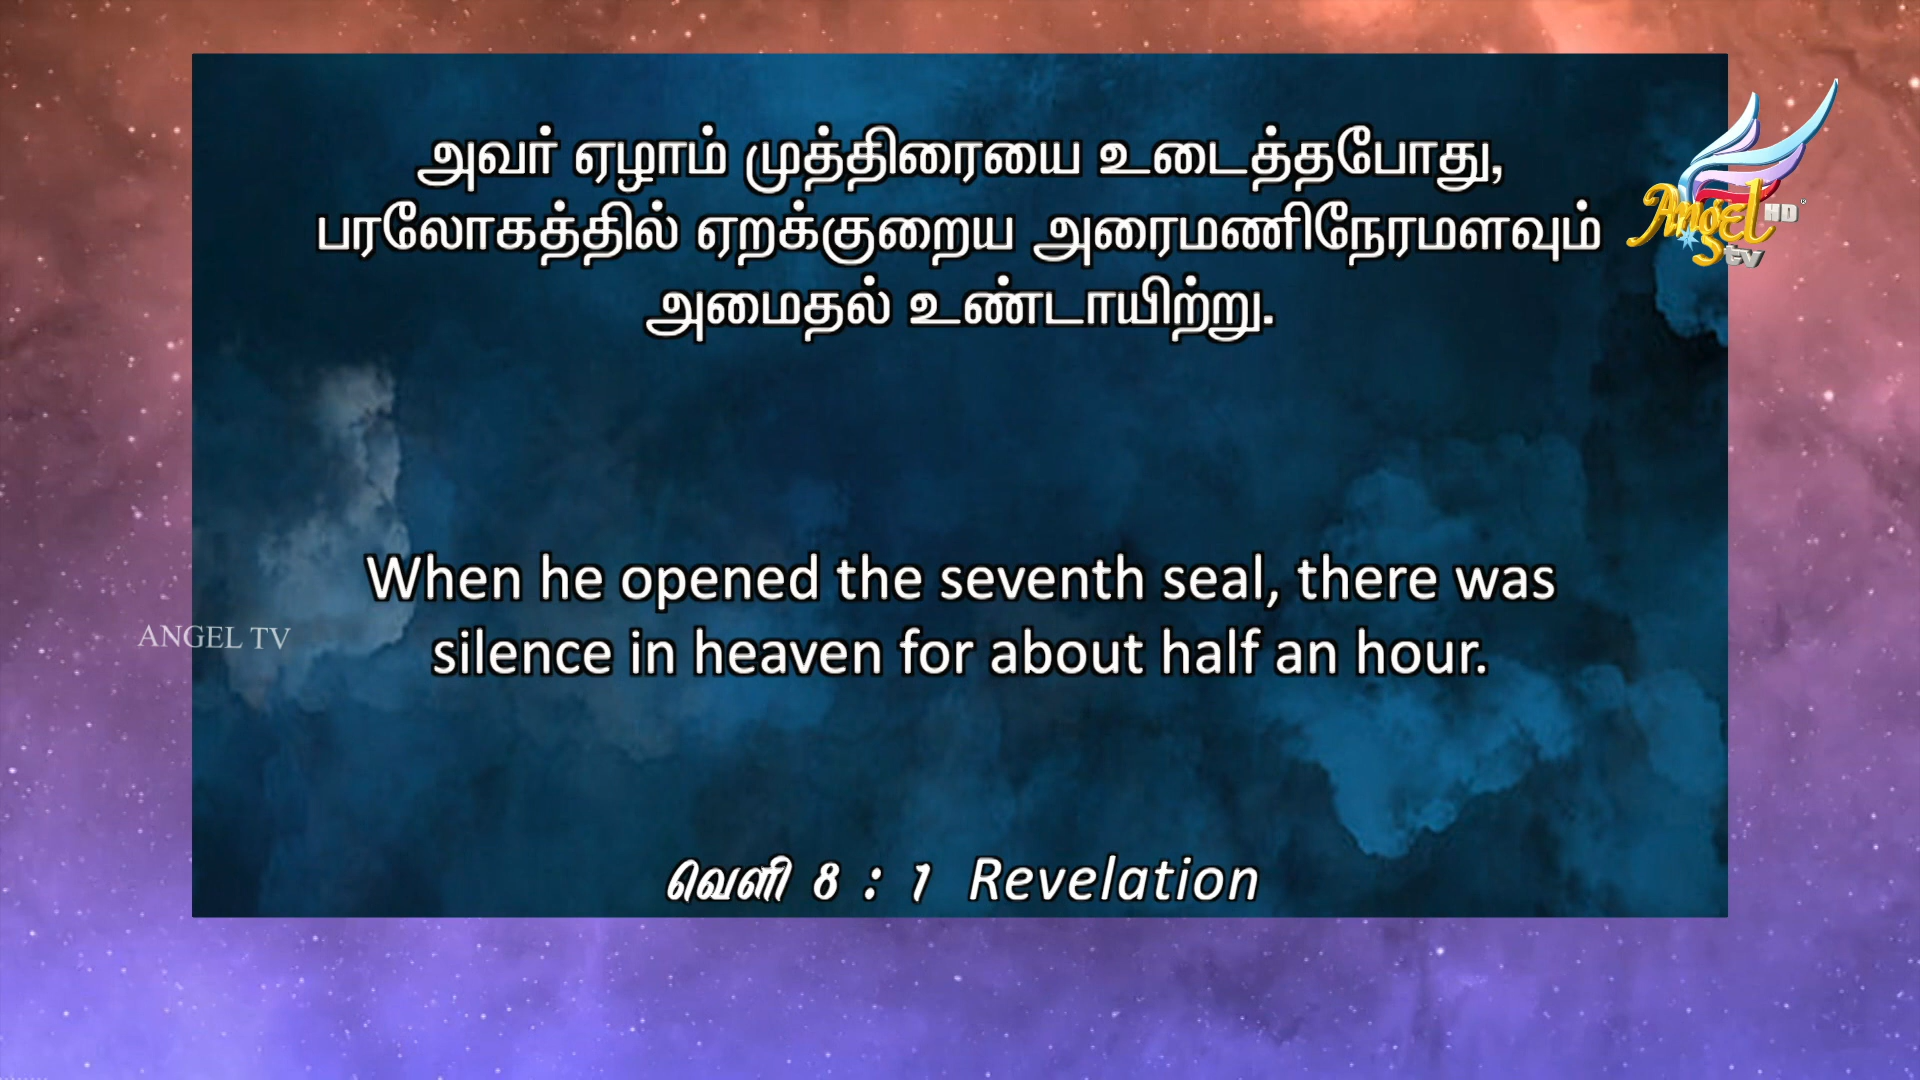 அவர் ஏழாம் முத்திரையை உடைத்தபோது,
பரலோகத்தில் ஏறக்குறைய அரைமணிநேரமளவும்
அமைதல் உண்டாயிற்று.
Angel HD
tv
When he opened the seventh seal, there was
silence in heaven for about half an hour.
ANGEL TV
வெளி 8 : 1 Revelation